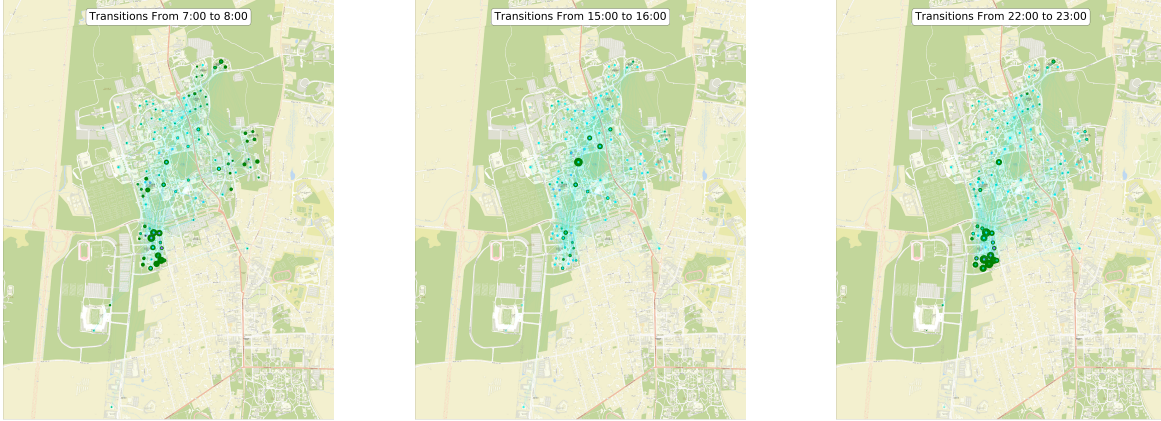 Transitions From 7:00 to 8:00
Transitions From 15:00 to 16:00
Transitions From 22:00 to 23:00